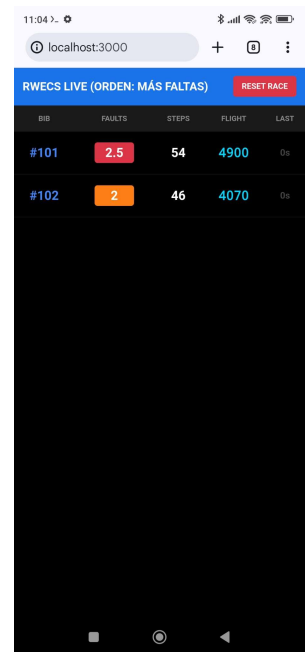 11:04 >_
localhost:3000 8
RWECS LIVE (ORDEN: MÁS FALTAS) RESET RACE
BIB FAULTS STEPS FLIGHT LAST
#101 2.5 54 4900 0s
#102 2 46 4070 0s